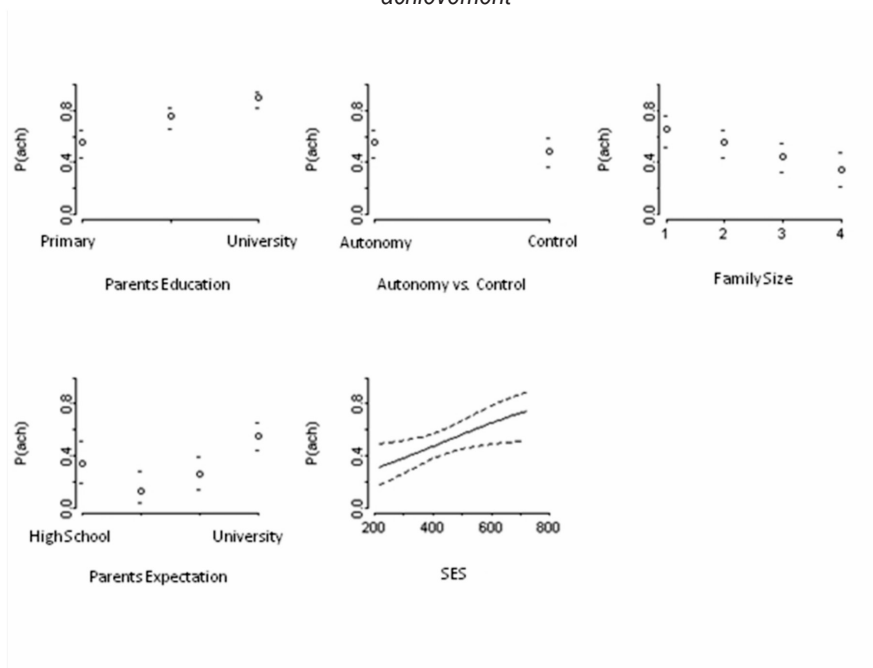 achievement
P(ach)
0.0 0.4 0.8
Primary University
Parents Education
P(ach)
0.0 0.4 0.8
Autonomy Control
Autonomy vs. Control
P(ach)
0.0 0.4 0.8
1 2 3 4
Family Size
P(ach)
0.0 0.4 0.8
High School University
Parents Expectation
P(ach)
0.0 0.4 0.8
200 400 600 800
SES